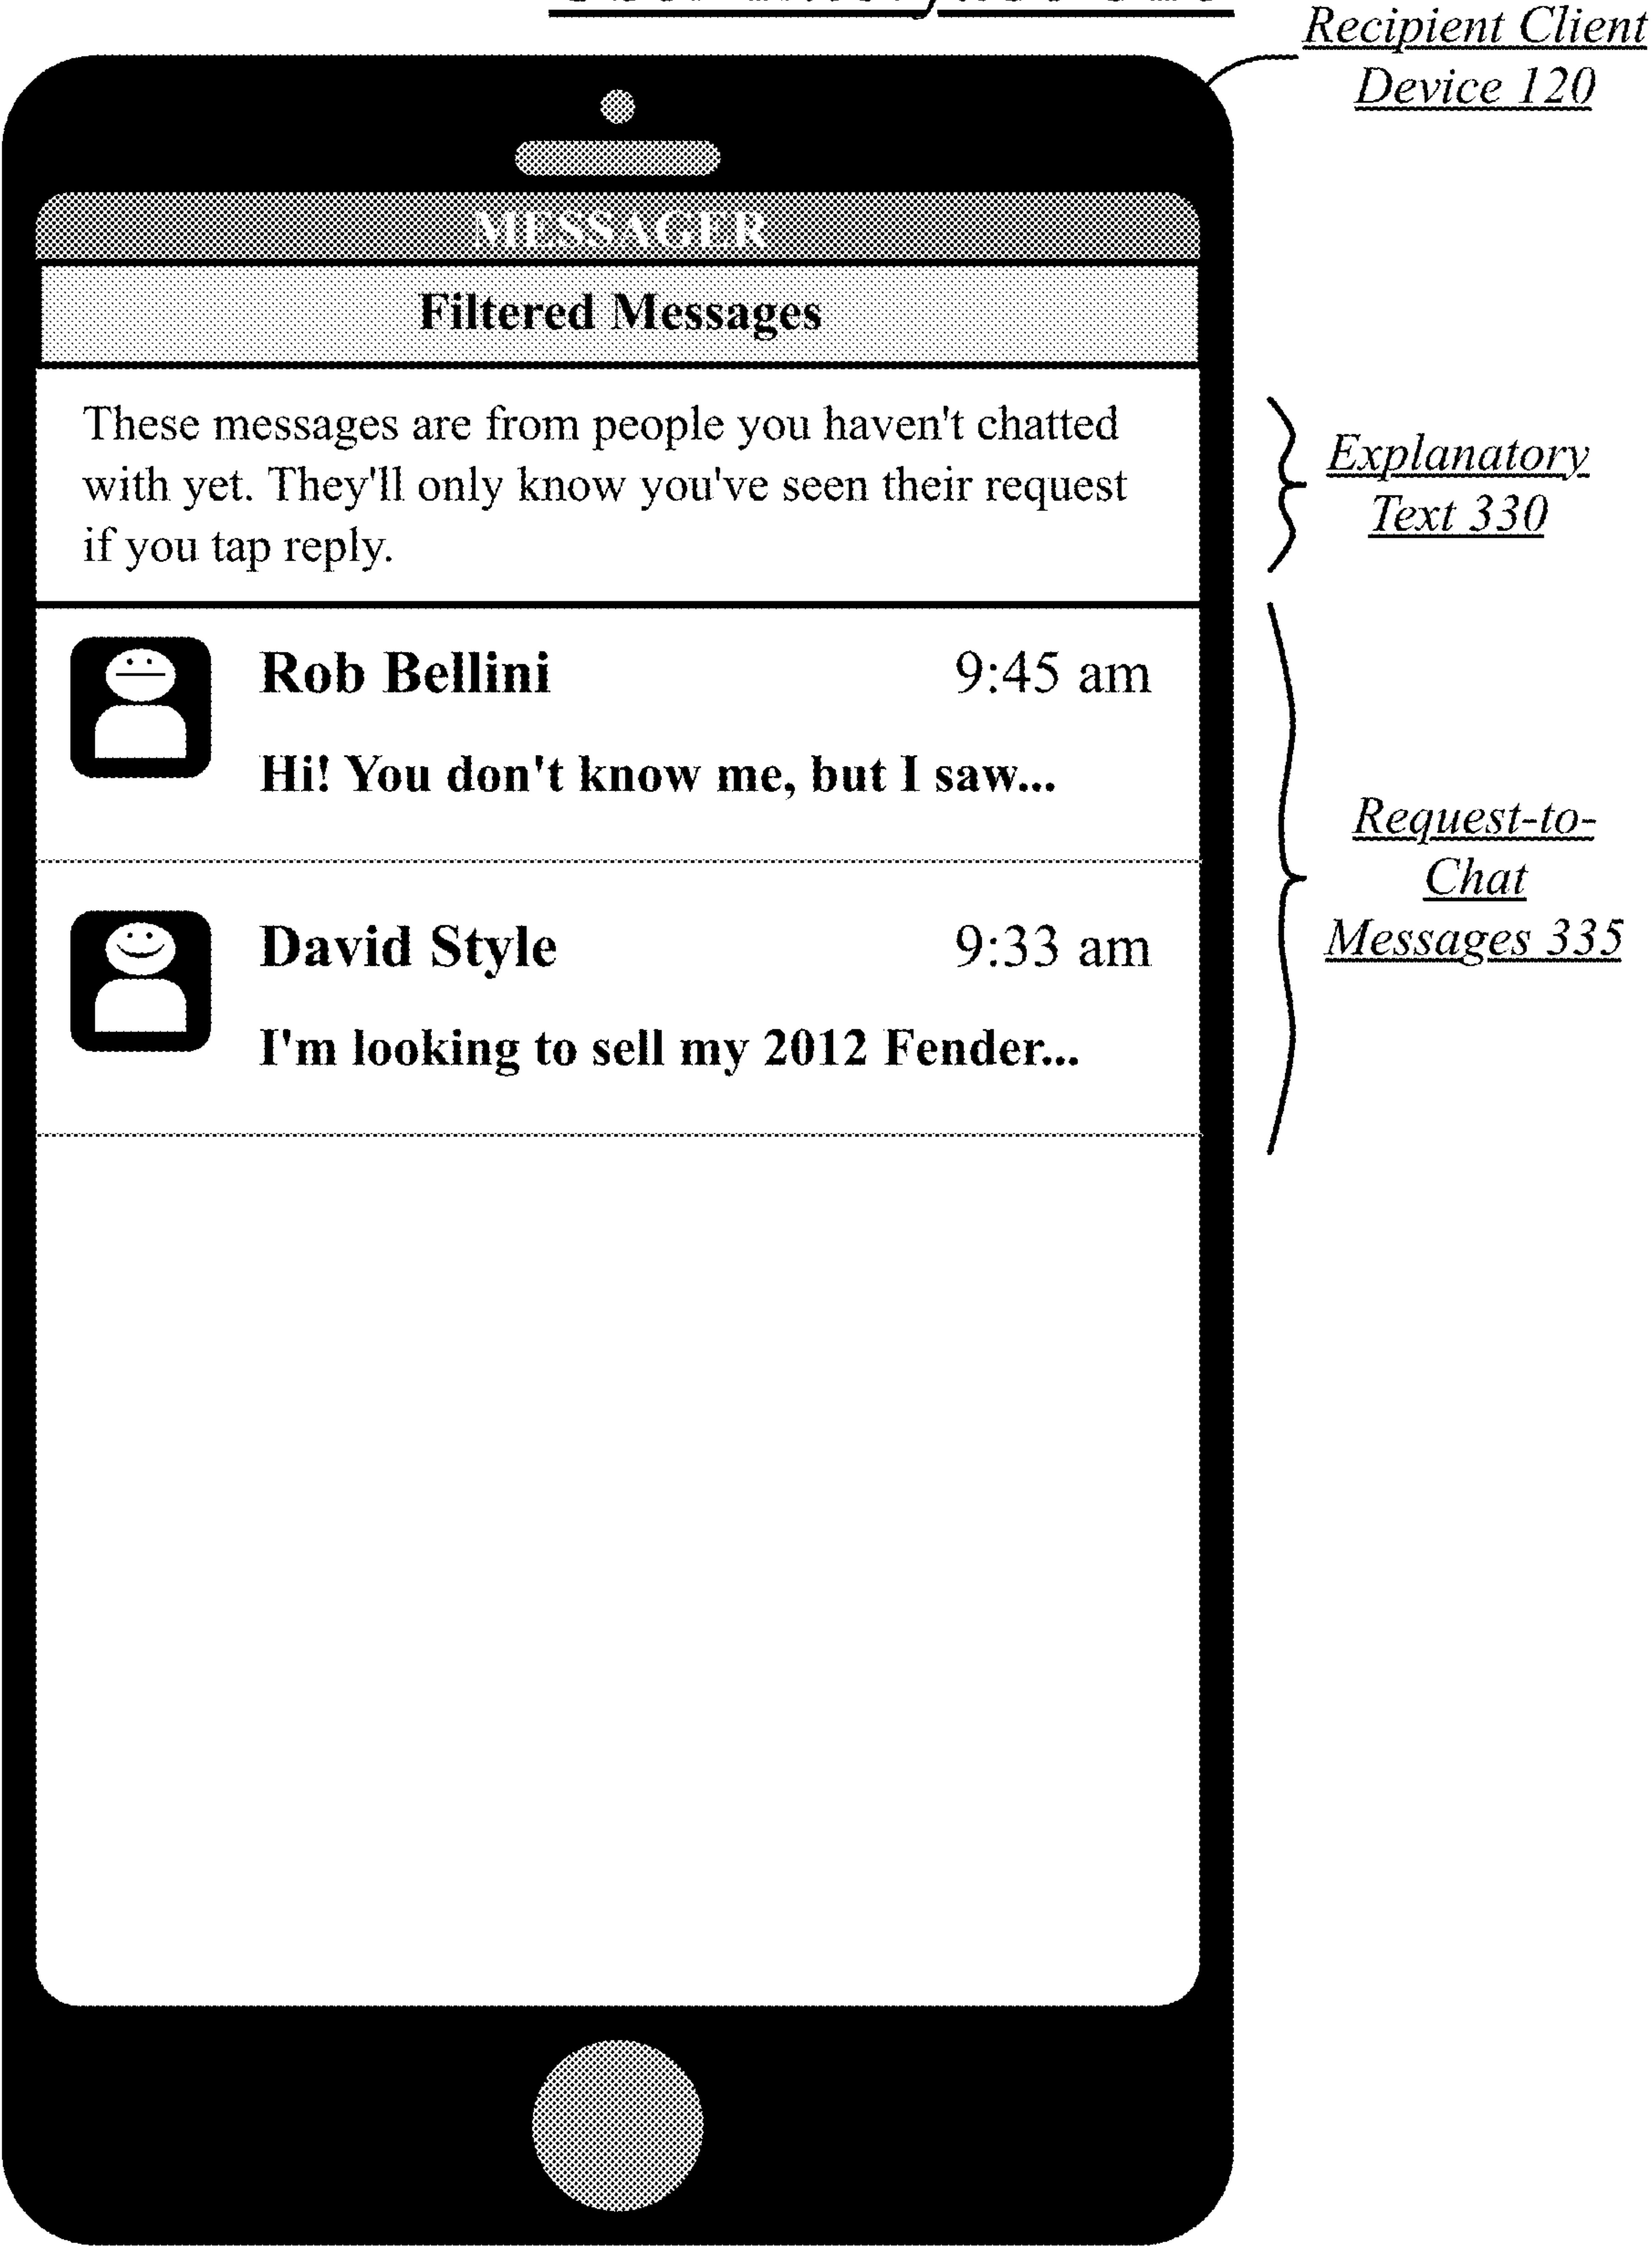 Recipient Client
Device 120
MESSAGER
Filtered Messages
These messages are from people you haven't chatted
with yet. They'll only know you've seen their request
if you tap reply.
Explanatory
Text 330
Rob Bellini
9:45 am
Hi! You don't know me, but I saw...
David Style
9:33 am
I'm looking to sell my 2012 Fender...
Request-to-
Chat
Messages 335